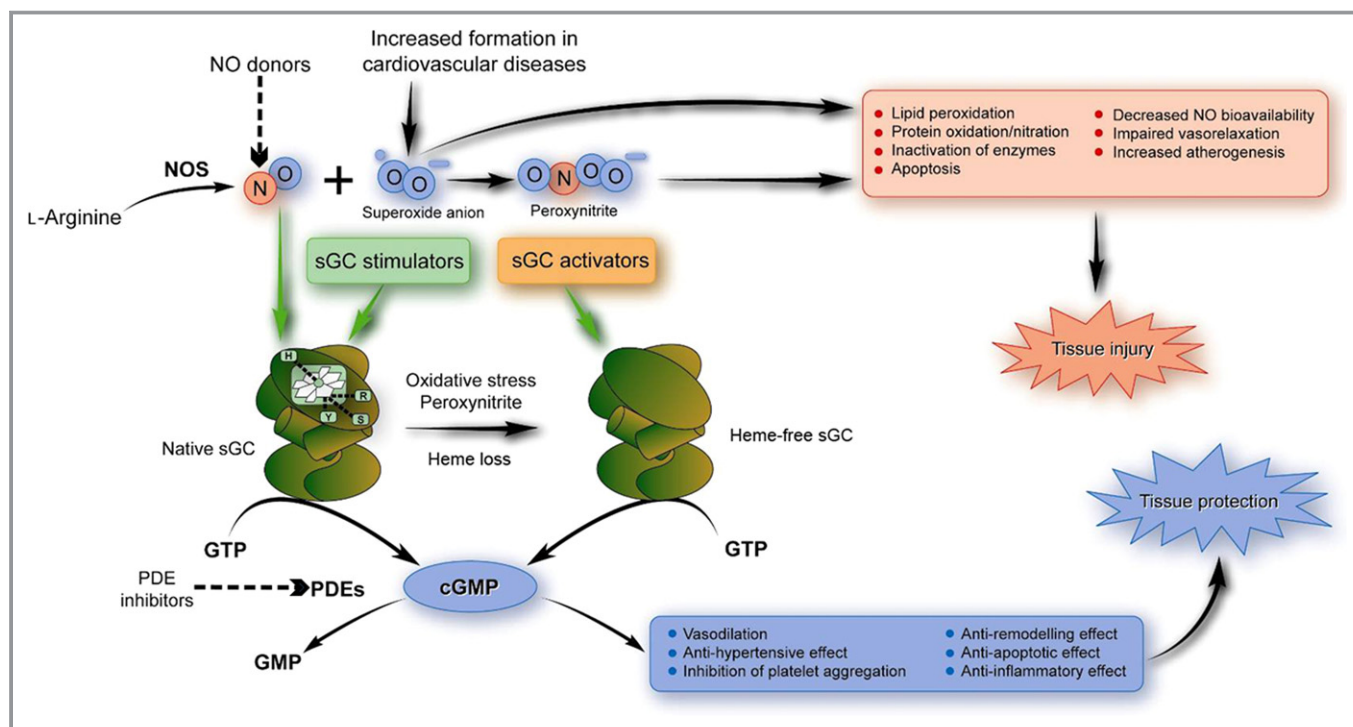 Increased formation in
cardiovascular diseases
NO donors
NOS
L-Arginine
N
O
+
O
O
Superoxide anion
O
N
O
O
Peroxynitrite
● Lipid peroxidation
● Protein oxidation/nitration
● Inactivation of enzymes
● Apoptosis
● Decreased NO bioavailability
● Impaired vasorelaxation
● Increased atherogenesis
sGC stimulators
sGC activators
Tissue injury
H
R
Y
S
Native sGC
Oxidative stress
Peroxynitrite
Heme loss
Heme-free sGC
Tissue protection
GTP
GTP
PDE
inhibitors
PDEs
cGMP
GMP
● Vasodilation
● Anti-hypertensive effect
● Inhibition of platelet aggregation
● Anti-remodelling effect
● Anti-apoptotic effect
● Anti-inflammatory effect